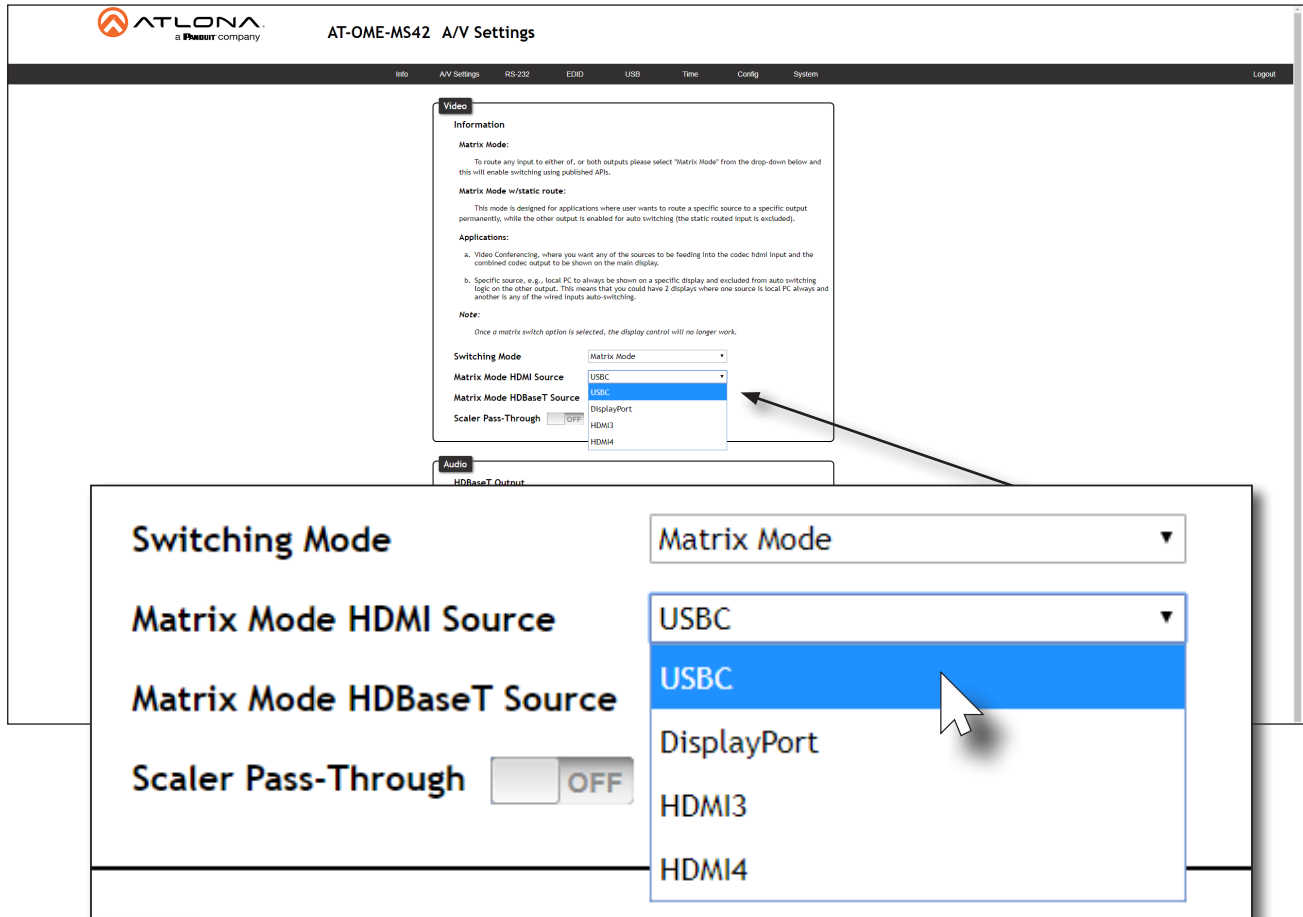 ATLONA.
a PANDUIT company
AT-OME-MS42 A/V Settings
Info A/V Settings RS-232 EDID USB Time Config System Logout
Video
Information
Matrix Mode:
To route any input to either of, or both outputs please select "Matrix Mode" from the drop-down below and
this will enable switching using published APIs.
Matrix Mode w/static route:
This mode is designed for applications where user wants to route a specific source to a specific output
permanently, while the other output is enabled for auto switching (the static routed input is excluded).
Applications:
a. Video Conferencing, where you want any of the sources to be feeding into the codec hdmi input and the
combined codec output to be shown on the main display.
b. Specific source, e.g., local PC to always be shown on a specific display and excluded from auto switching
logic on the other output. This means that you could have 2 displays where one source is local PC always and
another is any of the wired inputs auto-switching.
Note:
Once a matrix switch option is selected, the display control will no longer work.
Switching Mode Matrix Mode
Matrix Mode HDMI Source USBC
USBC
Matrix Mode HDBaseT Source
DisplayPort
Scaler Pass-Through OFF
HDMI3
HDMI4
Audio
HDBaseT Output
Switching Mode Matrix Mode
Matrix Mode HDMI Source USBC
USBC
Matrix Mode HDBaseT Source
DisplayPort
Scaler Pass-Through OFF
HDMI3
HDMI4